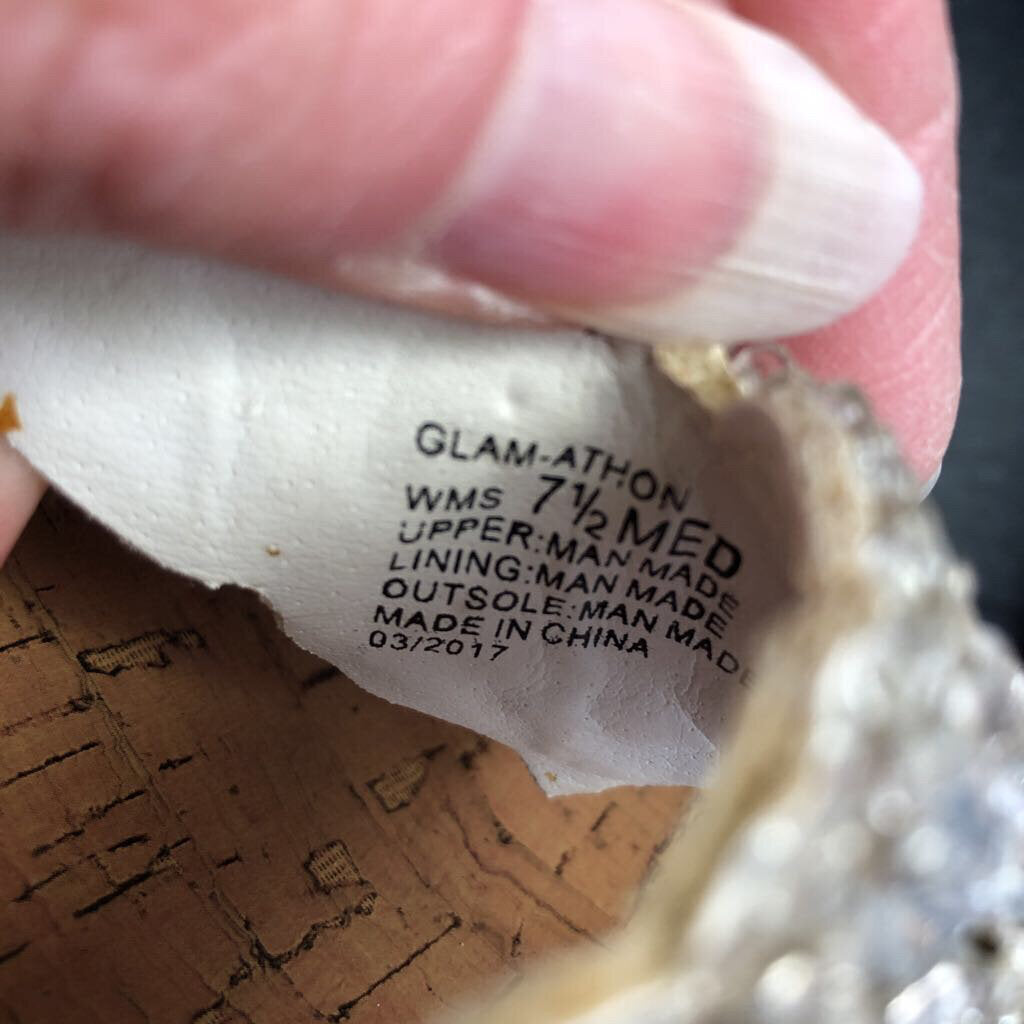 GLAM-ATHON
WMS 7½ MED
UPPER:MAN MADE
LINING:MAN MADE
OUTSOLE:MAN MADE
MADE IN CHINA
03/2017